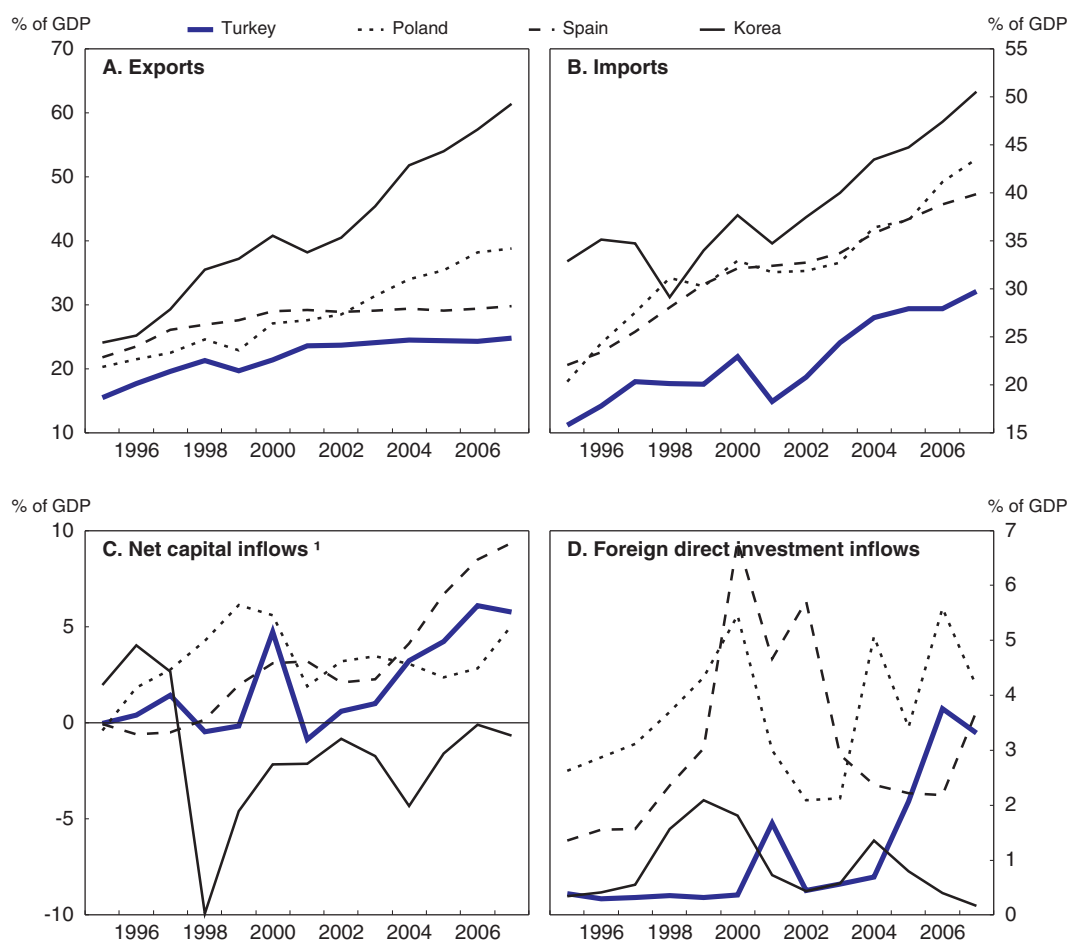 % of GDP
Turkey Poland Spain Korea
% of GDP
A. Exports
70
60
50
40
30
20
10
1996 1998 2000 2002 2004 2006
B. Imports
55
50
45
40
35
30
25
20
15
1996 1998 2000 2002 2004 2006
% of GDP
C. Net capital inflows ¹
10
5
0
-5
-10
1996 1998 2000 2002 2004 2006
% of GDP
D. Foreign direct investment inflows
7
6
5
4
3
2
1
0
1996 1998 2000 2002 2004 2006